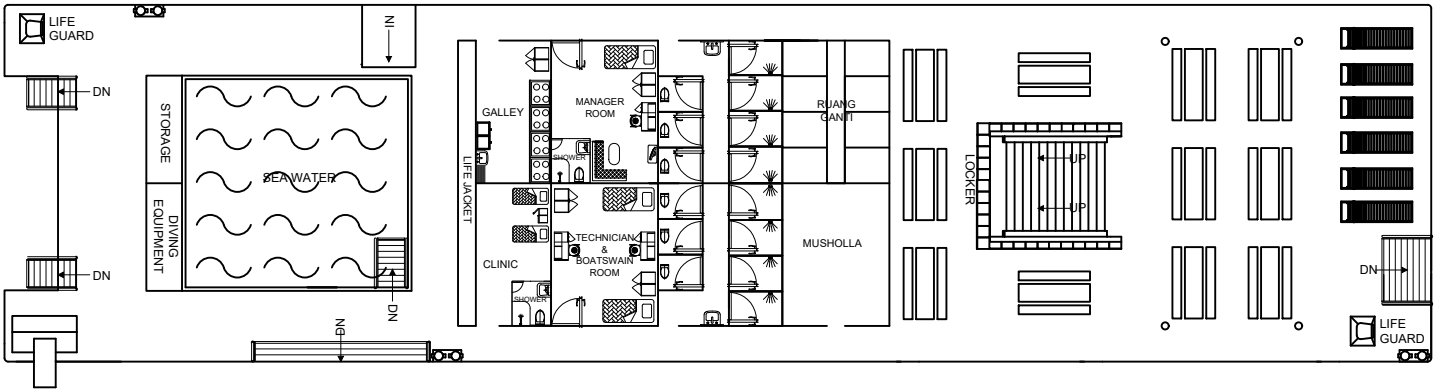 LIFE
GUARD
IN
DN
STORAGE
SEA WATER
DIVING
EQUIPMENT
DN
DN
DN
LIFE JACKET
GALLEY
MANAGER
ROOM
SHOWER
CLINIC
TECHNICIAN
&
BOATSWAIN
ROOM
SHOWER
RUANG
GANTI
MUSHOLLA
LOCKER
UP
UP
DN
LIFE
GUARD